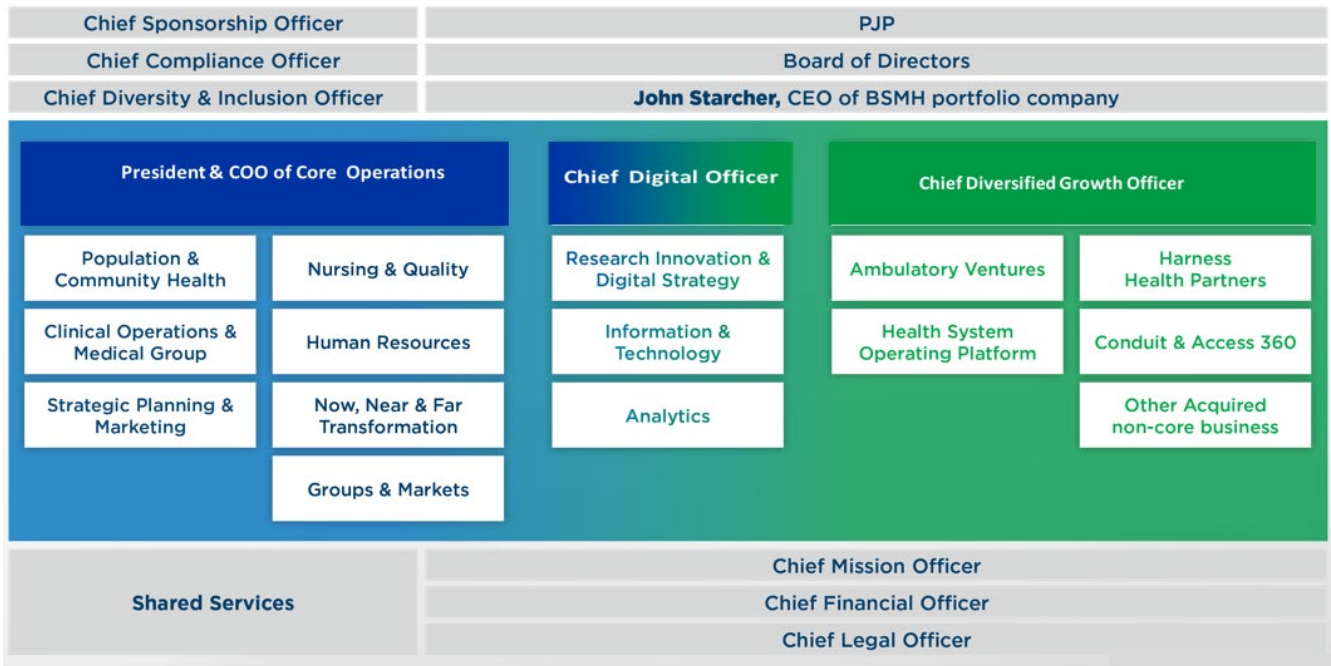 Chief Sponsorship Officer
PJP
Chief Compliance Officer
Board of Directors
Chief Diversity & Inclusion Officer
John Starcher, CEO of BSMH portfolio company
President & COO of Core Operations
Population &
Community Health
Nursing & Quality
Clinical Operations &
Medical Group
Human Resources
Strategic Planning &
Marketing
Now, Near & Far
Transformation
Groups & Markets
Chief Digital Officer
Research Innovation &
Digital Strategy
Information &
Technology
Analytics
Chief Diversified Growth Officer
Ambulatory Ventures
Harness
Health Partners
Health System
Operating Platform
Conduit & Access 360
Other Acquired
non-core business
Shared Services
Chief Mission Officer
Chief Financial Officer
Chief Legal Officer